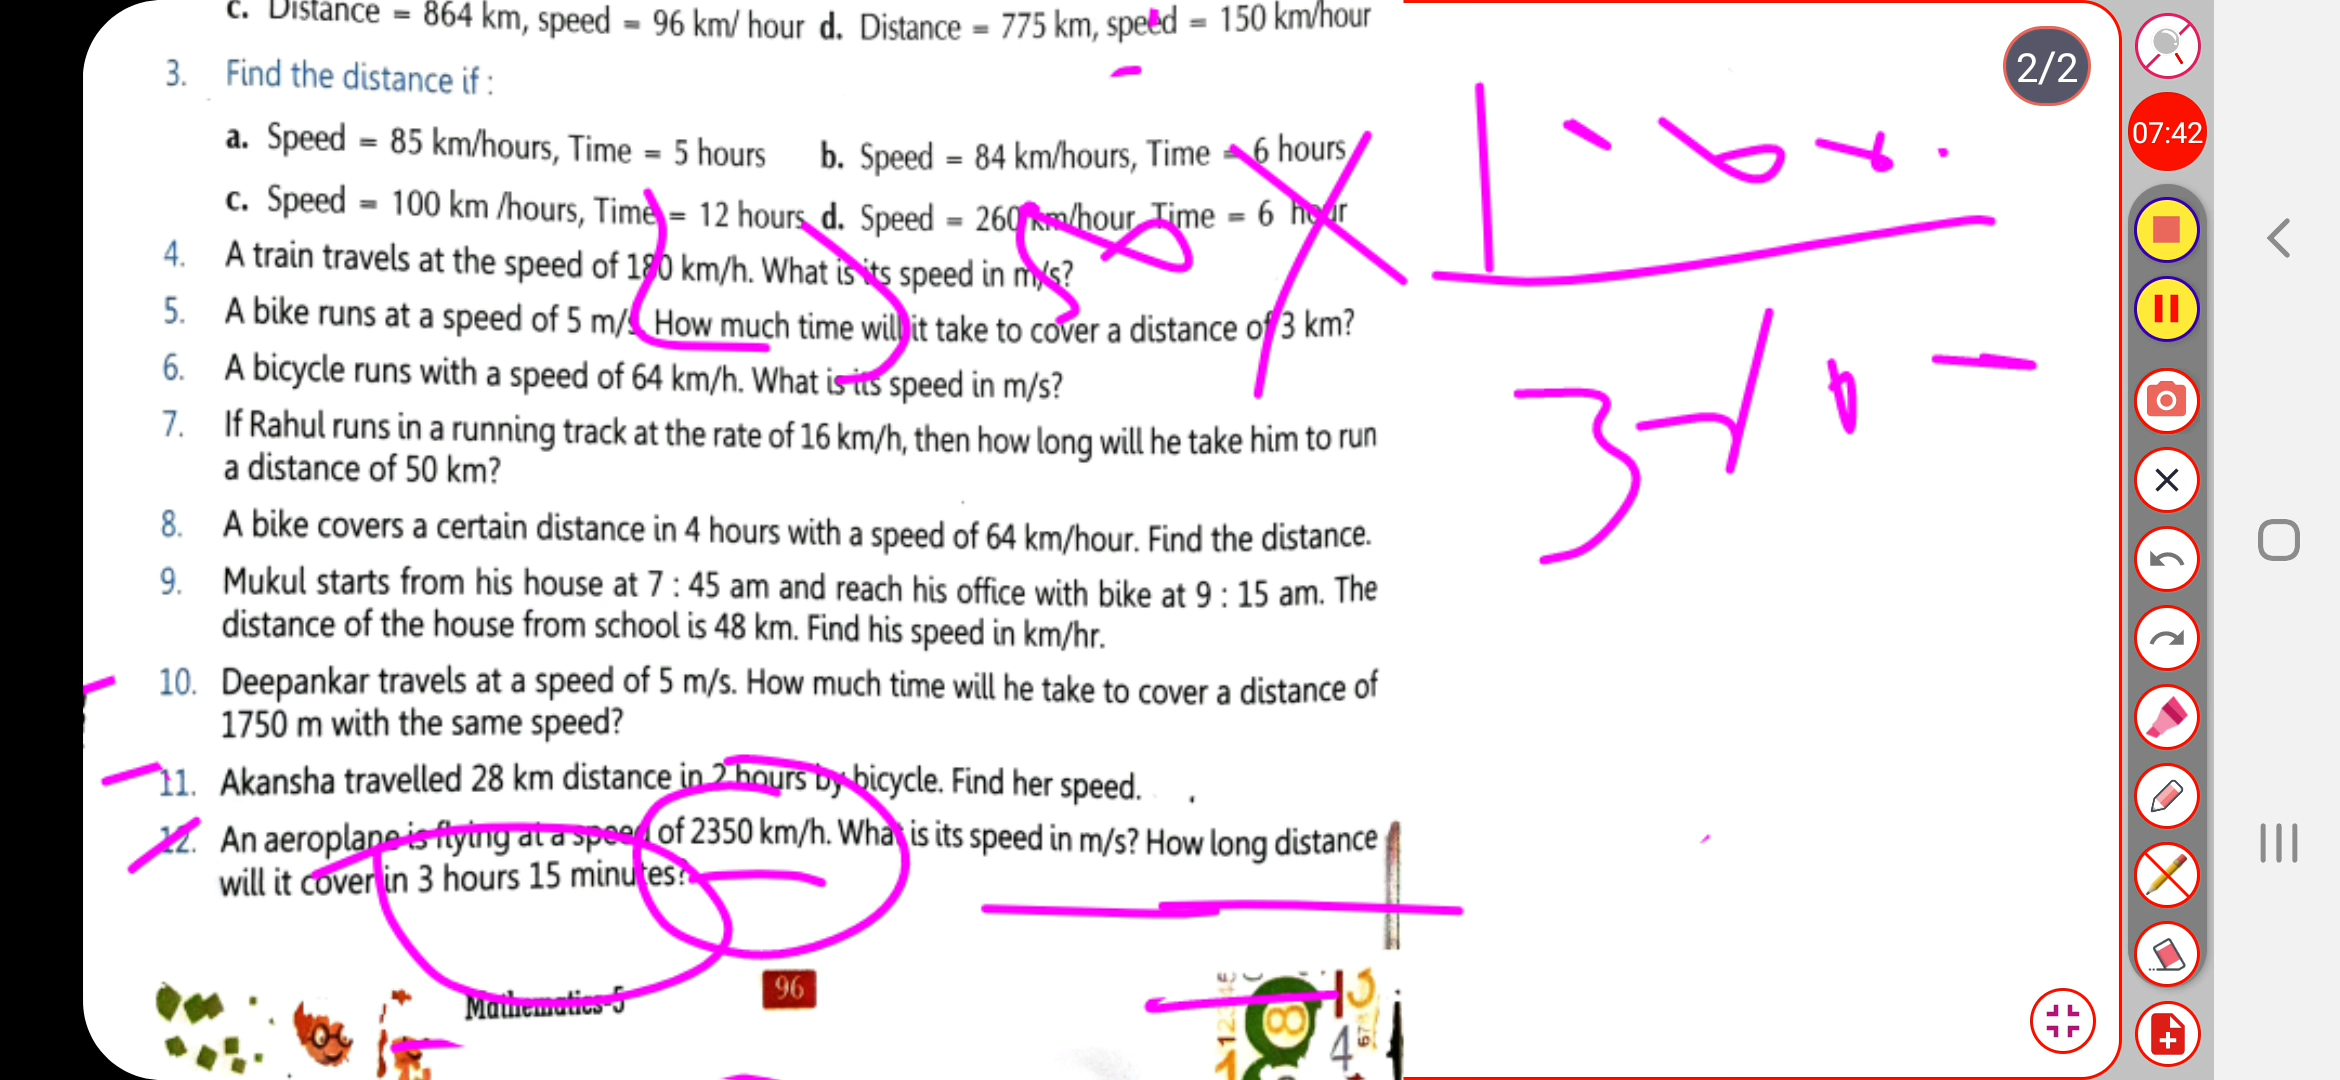 c. Distance = 864 km, speed = 96 km/ hour d. Distance = 775 km, speed = 150 km/hour
3. Find the distance if :
a. Speed = 85 km/hours, Time = 5 hours b. Speed = 84 km/hours, Time = 6 hours
c. Speed = 100 km /hours, Time = 12 hours d. Speed = 260 km/hour Time = 6 hour
4. A train travels at the speed of 180 km/h. What is its speed in m/s?
5. A bike runs at a speed of 5 m/s. How much time will it take to cover a distance of 3 km?
6. A bicycle runs with a speed of 64 km/h. What is its speed in m/s?
7. If Rahul runs in a running track at the rate of 16 km/h, then how long will he take him to run
a distance of 50 km?
8. A bike covers a certain distance in 4 hours with a speed of 64 km/hour. Find the distance.
9. Mukul starts from his house at 7 : 45 am and reach his office with bike at 9 : 15 am. The
distance of the house from school is 48 km. Find his speed in km/hr.
10. Deepankar travels at a speed of 5 m/s. How much time will he take to cover a distance of
1750 m with the same speed?
11. Akansha travelled 28 km distance in 2 hours by bicycle. Find her speed.
12. An aeroplane is flying at a speed of 2350 km/h. What is its speed in m/s? How long distance
will it cover in 3 hours 15 minutes?
Mathematics-5
96
2/2
07:42
8
4